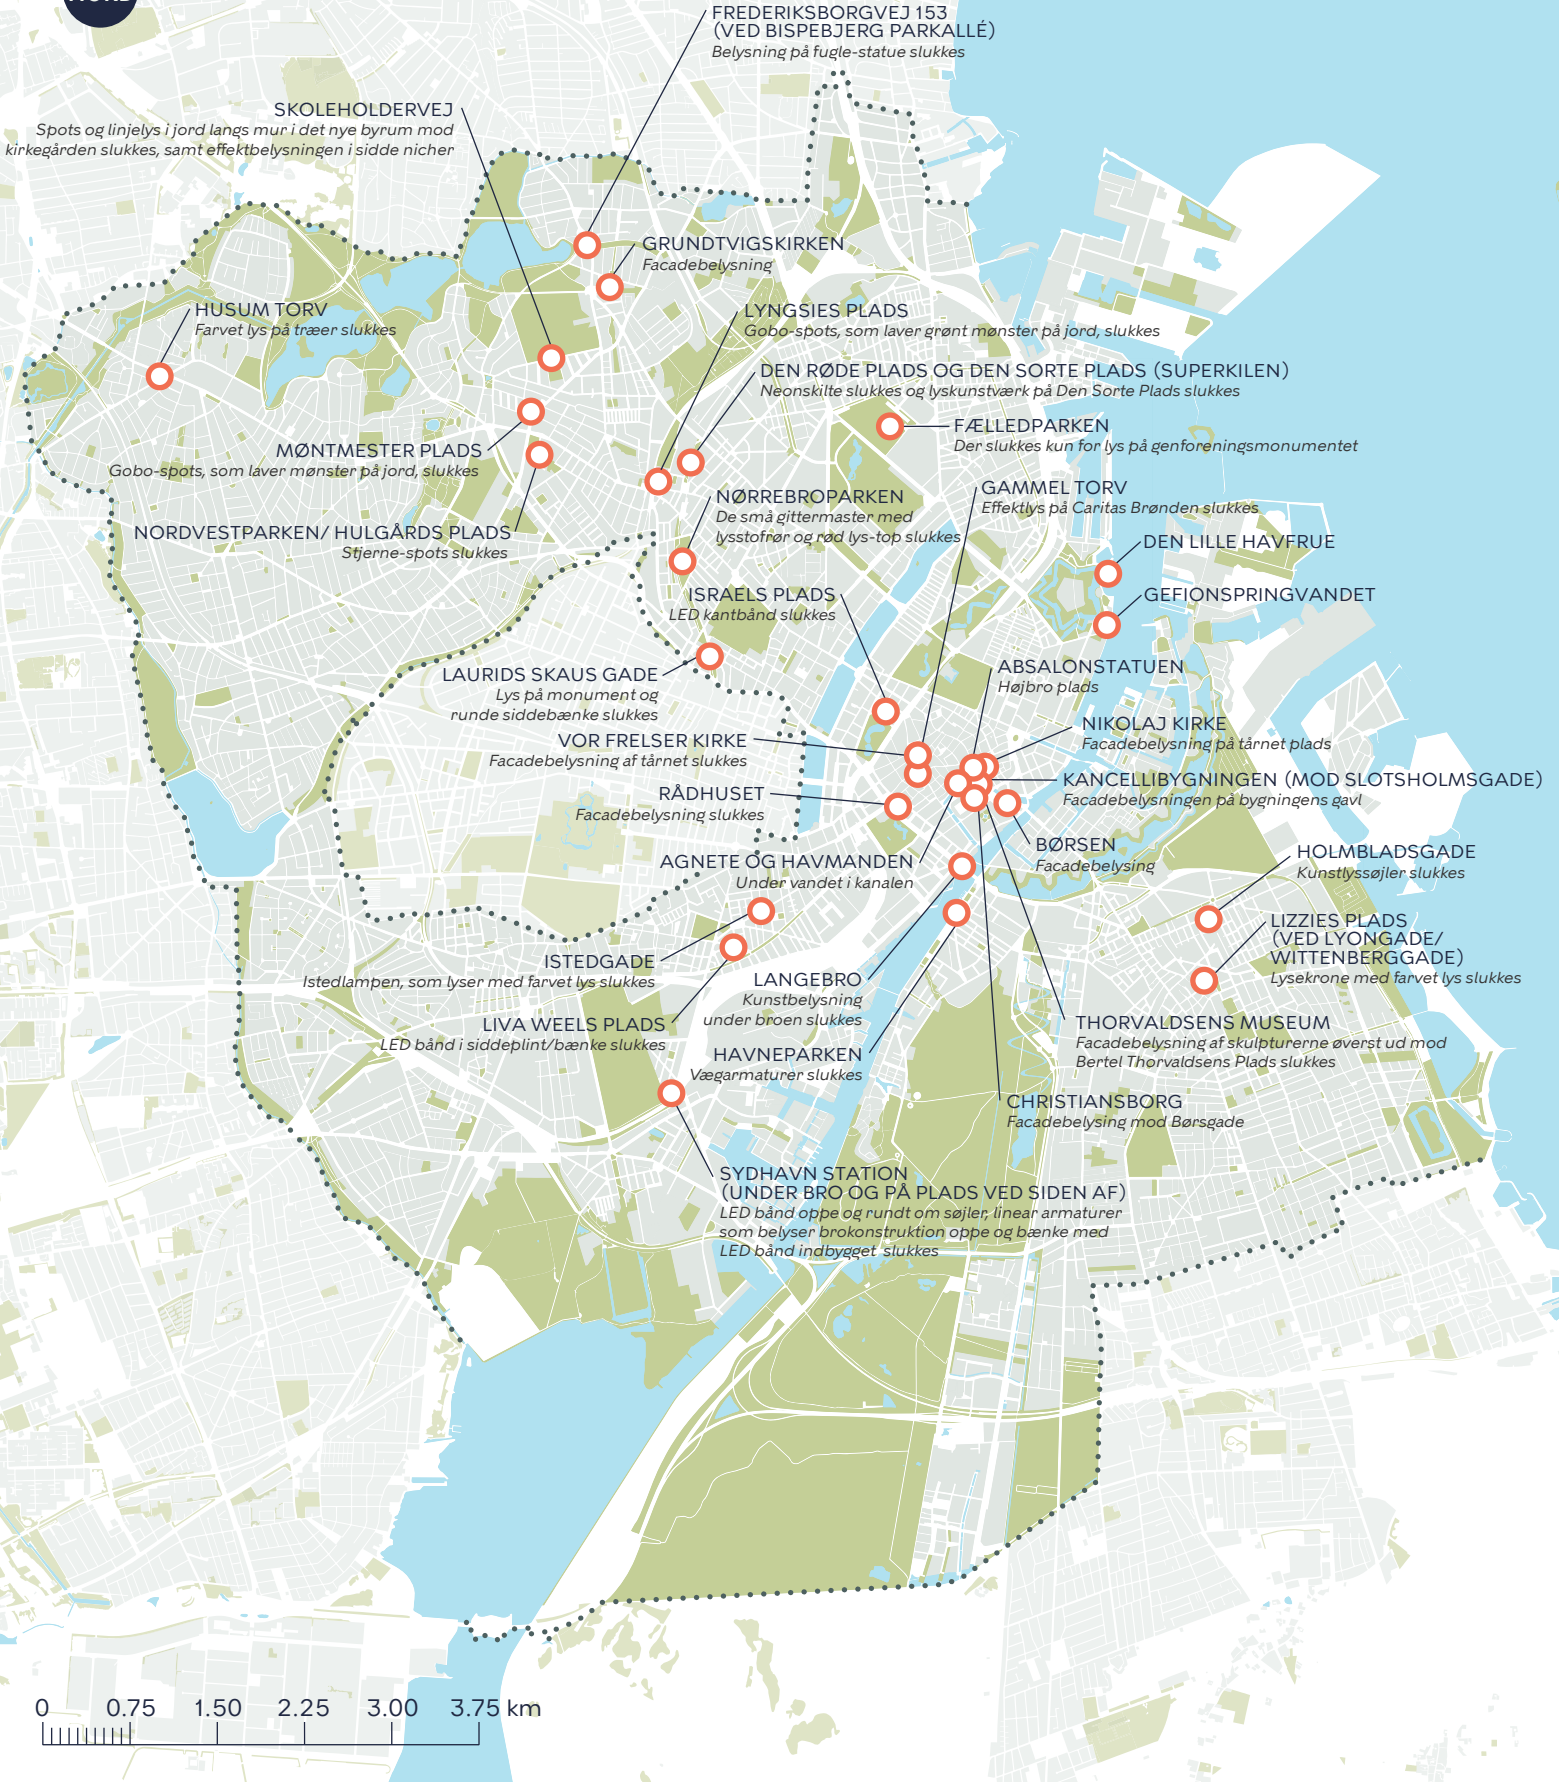 FREDERIKSBORGVEJ 153
(VED BISPEBJERG PARKALLÉ)
Belysning på fugle-statue slukkes
SKOLEHOLDERVEJ
Spots og linjelys i jord langs mur i det nye byrum mod
kirkegården slukkes, samt effektbelysningen i sidde nicher
GRUNDTVIGSKIRKEN
Facadebelysning
HUSUM TORV
Farvet lys på træer slukkes
LYNGSIES PLADS
Gobo-spots, som laver grønt mønster på jord, slukkes
DEN RØDE PLADS OG DEN SORTE PLADS (SUPERKILEN)
Neonskilte slukkes og lyskunstværk på Den Sorte Plads slukkes
FÆLLEDPARKEN
Der slukkes kun for lys på genforeningsmonumentet
MØNTMESTER PLADS
Gobo-spots, som laver mønster på jord, slukkes
GAMMEL TORV
Effektlys på Caritas Brønden slukkes
NØRREBROPARKEN
De små gittermaster med
lysstofrør og rød lys-top slukkes
NORDVESTPARKEN/ HULGÅRDS PLADS
Stjerne-spots slukkes
DEN LILLE HAVFRUE
ISRAELS PLADS
LED kantbånd slukkes
GEFIONSPRINGVANDET
LAURIDS SKAUS GADE
Lys på monument og
runde siddebænke slukkes
ABSALONSTATUEN
Højbro plads
NIKOLAJ KIRKE
Facadebelysning på tårnet plads
VOR FRELSER KIRKE
Facadebelysning af tårnet slukkes
KANCELLIBYGNINGEN (MOD SLOTSHOLMSGADE)
Facadebelysningen på bygningens gavl
RÅDHUSET
Facadebelysning slukkes
BØRSEN
Facadebelysing
AGNETE OG HAVMANDEN
Under vandet i kanalen
HOLMBLADSGADE
Kunstlyssøjler slukkes
LIZZIES PLADS
(VED LYONGADE/
WITTENBERGGADE)
Lysekrone med farvet lys slukkes
ISTEDGADE
Istedlampen, som lyser med farvet lys slukkes
LANGEBRO
Kunstbelysning
under broen slukkes
LIVA WEELS PLADS
LED bånd i siddeplint/bænke slukkes
THORVALDSENS MUSEUM
Facadebelysning af skulpturerne øverst ud mod
Bertel Thorvaldsens Plads slukkes
HAVNEPARKEN
Vægarmaturer slukkes
CHRISTIANSBORG
Facadebelysing mod Børsgade
SYDHAVN STATION
(UNDER BRO OG PÅ PLADS VED SIDEN AF)
LED bånd oppe og rundt om søjler, linear armaturer
som belyser brokonstruktion oppe og bænke med
LED bånd indbygget slukkes
0 0.75 1.50 2.25 3.00 3.75 km